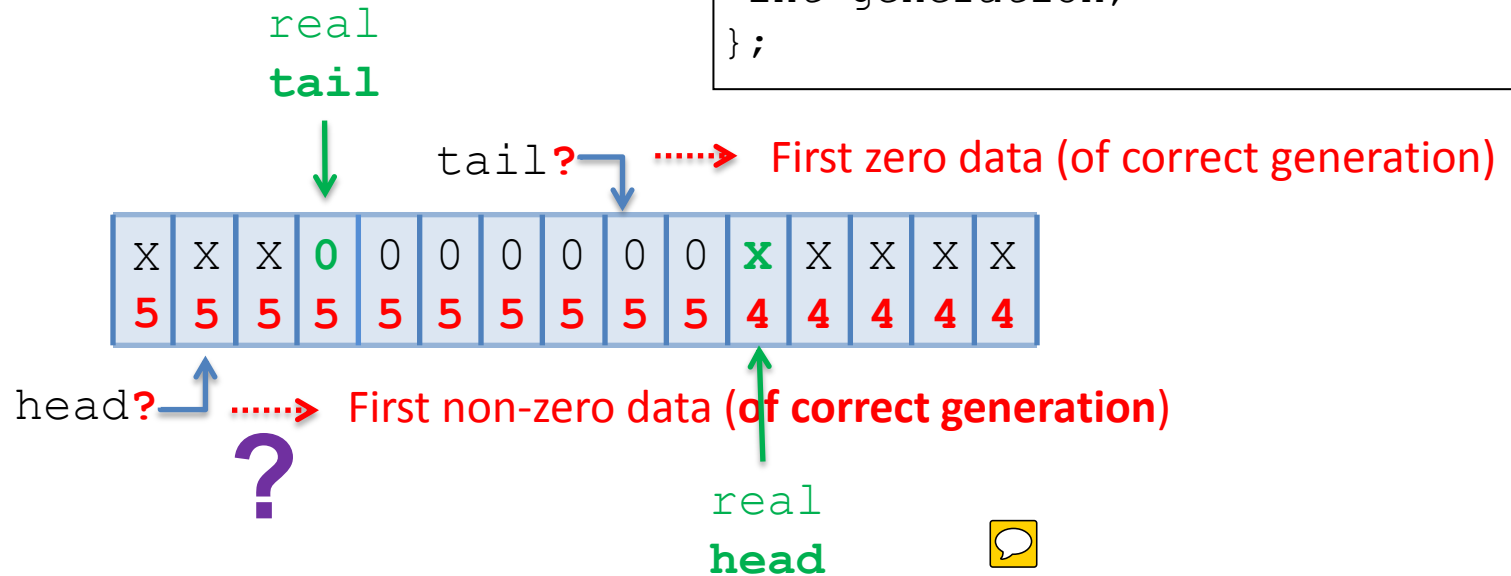 };
real
tail
tail?
First zero data (of correct generation)
X X X 0 0 0 0 0 0 0 X X X X X
5 5 5 5 5 5 5 5 5 5 4 4 4 4 4
head?
First non-zero data (of correct generation)
?
real
head